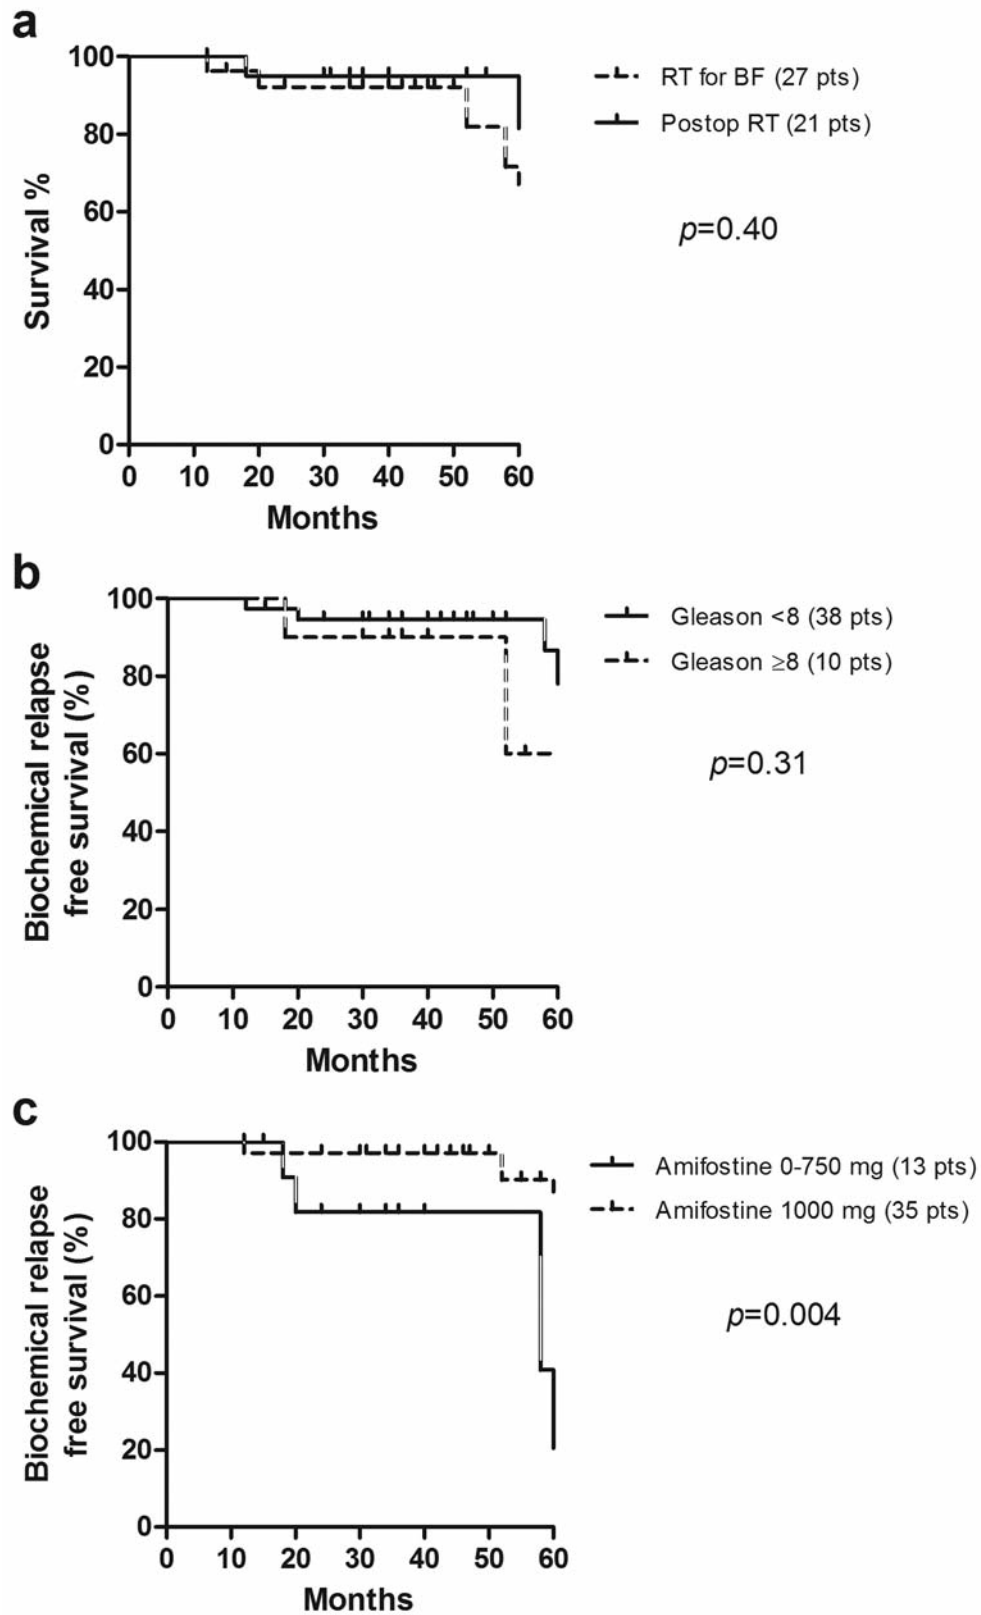 a
100
80
60
40
20
0
Survival %
0 10 20 30 40 50 60
Months
RT for BF (27 pts)
Postop RT (21 pts)
p=0.40
b
100
80
60
40
20
0
Biochemical relapse
free survival (%)
0 10 20 30 40 50 60
Months
Gleason <8 (38 pts)
Gleason ≥8 (10 pts)
p=0.31
c
100
80
60
40
20
0
Biochemical relapse
free survival (%)
0 10 20 30 40 50 60
Months
Amifostine 0-750 mg (13 pts)
Amifostine 1000 mg (35 pts)
p=0.004